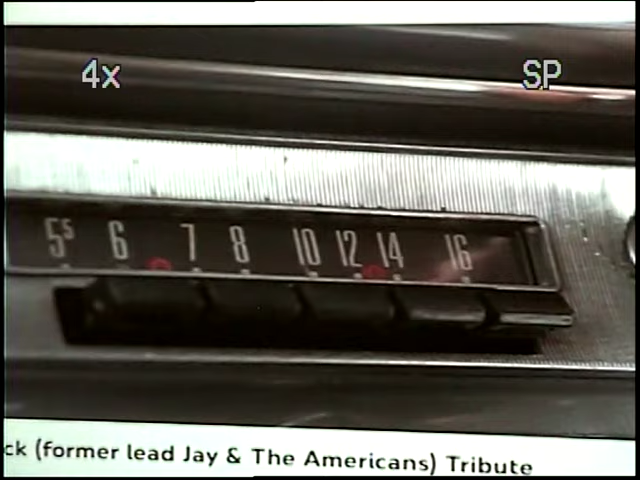 4x SP
5⁵ 6 7 8 10 12 14 16
ck (former lead Jay & The Americans) Tribute